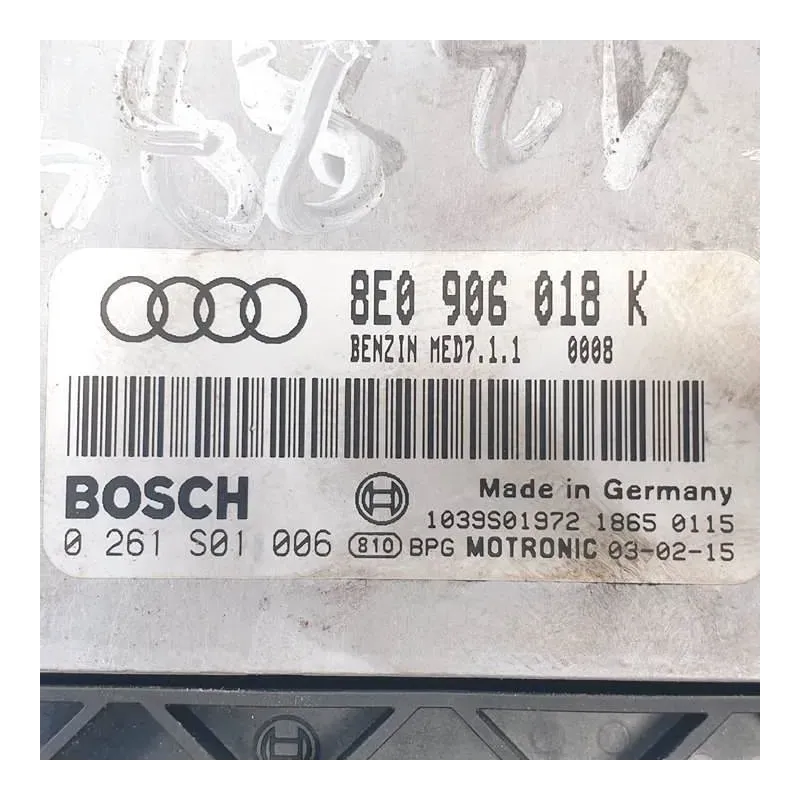 8E0 906 018 K
BENZIN MED7.1.1 0008
BOSCH
Made in Germany
1039S01972 1865 0115
0 261 S01 006 810 BPG MOTRONIC 03-02-15